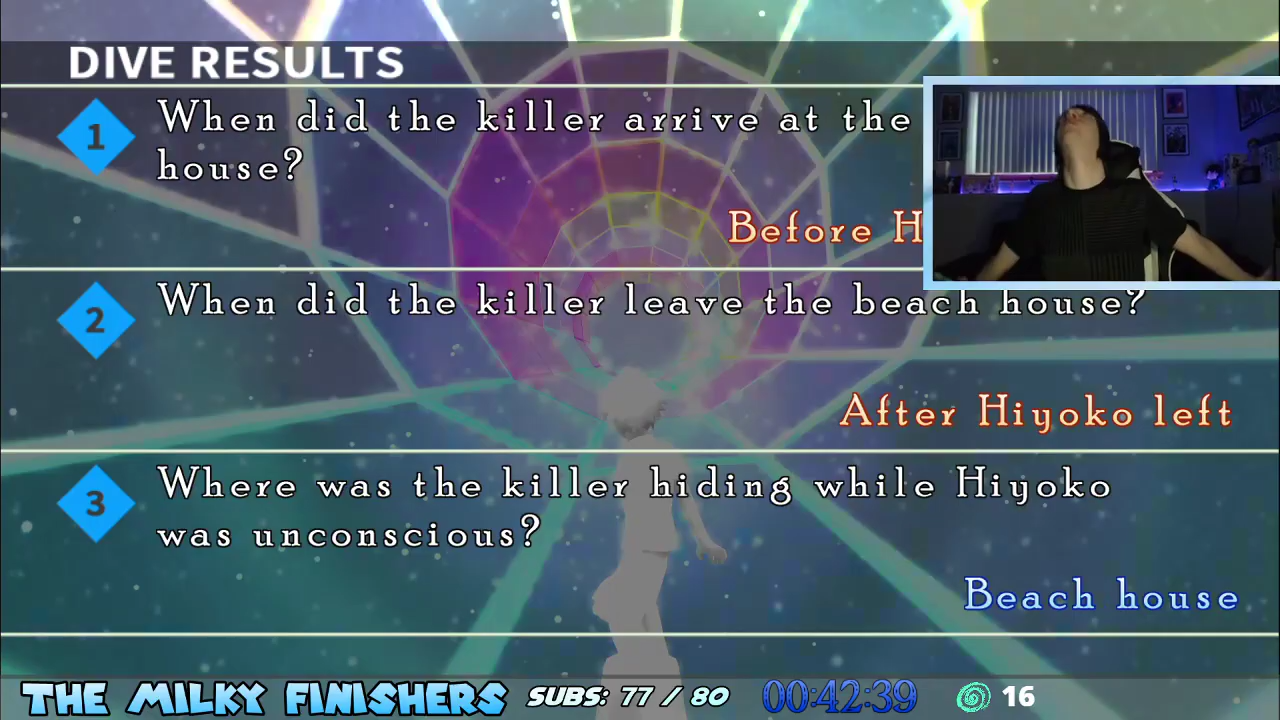 DIVE RESULTS
1
When did the killer arrive at the
house?
Before H
2
When did the killer leave the beach house?
After Hiyoko left
3
Where was the killer hiding while Hiyoko
was unconscious?
Beach house
THE MILKY FINISHERS SUBS: 77 / 80 00:42:39 16